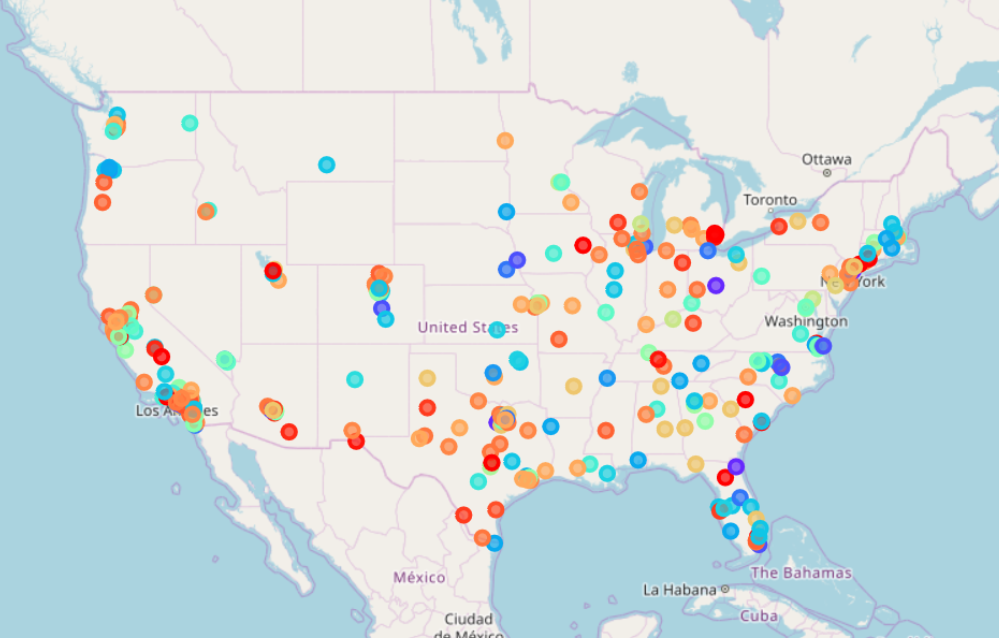 Ottawa
Toronto
New York
United States
Washington
Los Angeles
The Bahamas
La Habana
México
Cuba
Ciudad
de México